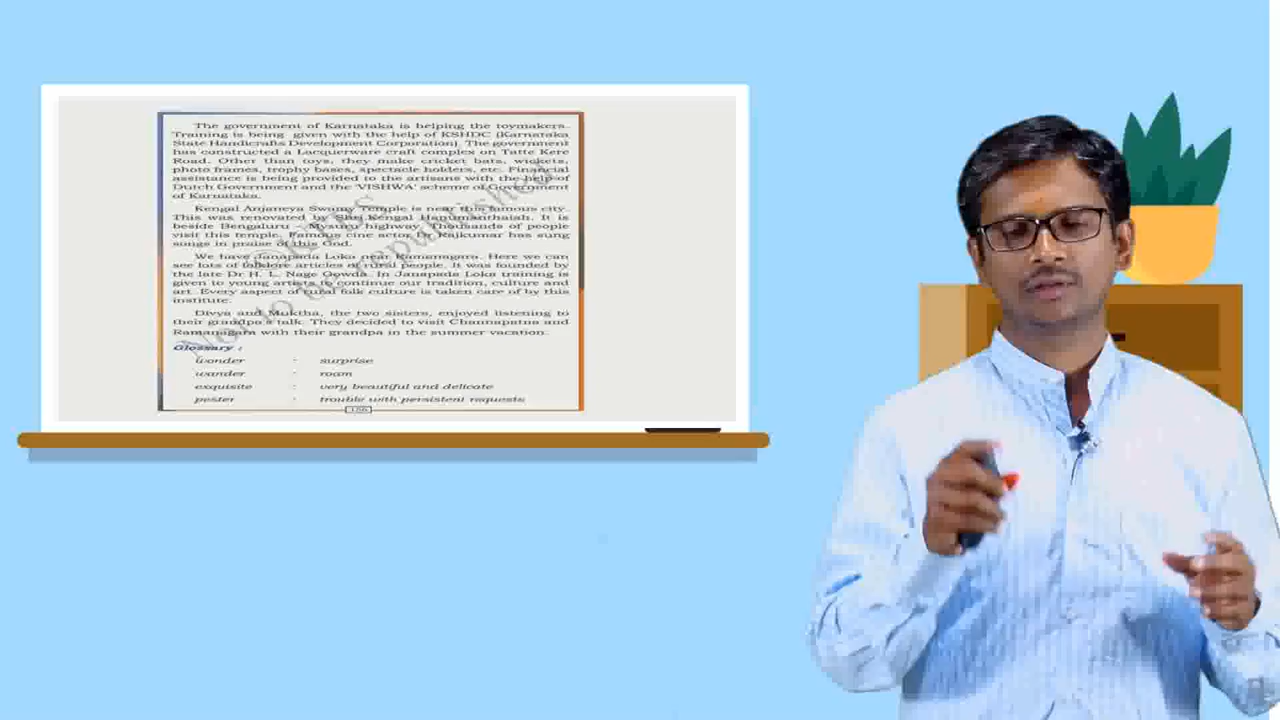 The government of Karnataka is helping the toymakers.
Training is being given with the help of KSHDC (Karnataka
State Handicrafts Development Corporation). The government
has constructed a Lacquerware craft complex on Tatte Kere
Road. Other than toys, they make cricket bats, wickets,
photo frames, trophy bases, spectacle holders, etc. Financial
assistance is being provided to the artisans with the help of
Dutch Government and the 'VISHWA' scheme of Government
of Karnataka.
Kengal Anjaneya Swamy Temple is near this famous city.
This was renovated by Shri Kengal Hanumanthaiah. It is
beside Bengaluru - Mysuru highway. Thousands of people
visit this temple. Famous cine actor Dr Rajkumar has sung
songs in praise of this God.
We have Janapada Loka near Ramanagara. Here we can
see lots of folklore articles of rural people. It was founded by
the late Dr H. L. Nage Gowda. In Janapada Loka training is
given to young artists to continue our tradition, culture and
art. Every aspect of rural folk culture is taken care of by this
institute.
Divya and Muktha, the two sisters, enjoyed listening to
their grandpa's talk. They decided to visit Channapatna and
Ramanagara with their grandpa in the summer vacation.
Glossary :
wonder : surprise
wander : roam
exquisite : very beautiful and delicate
pester : trouble with persistent requests
Not to be republished